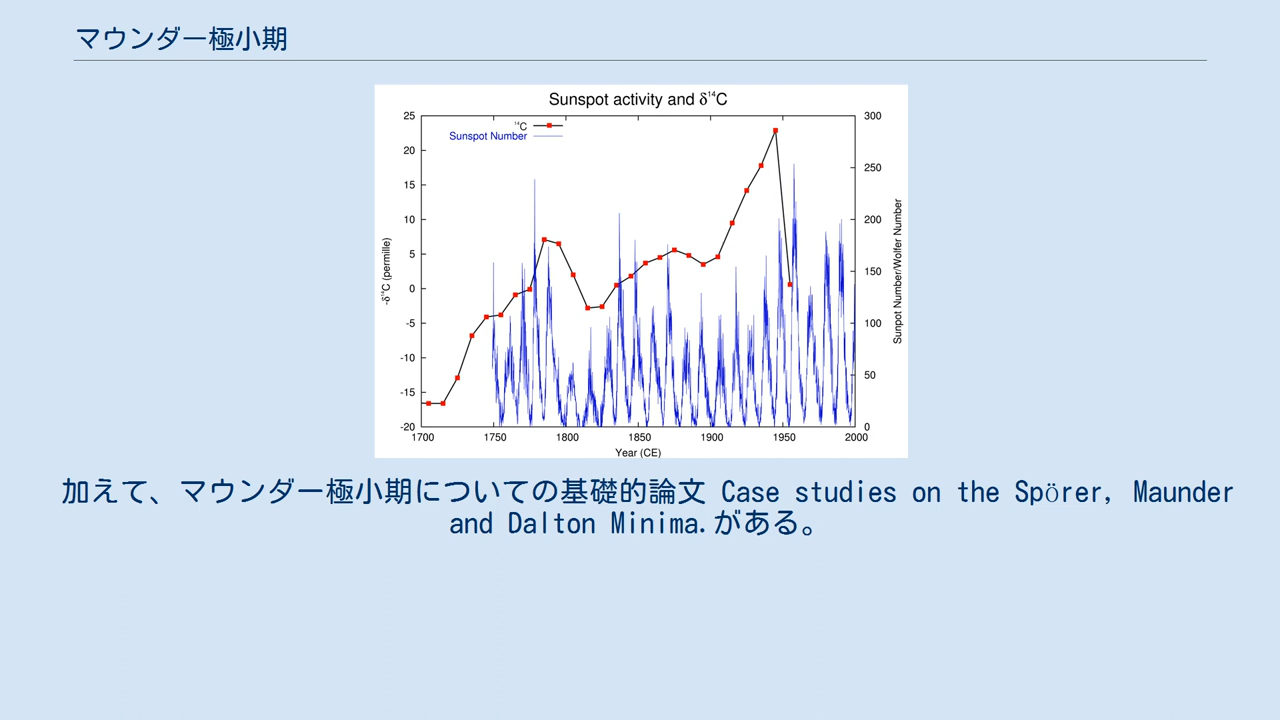 マウンダー極小期
Sunspot activity and δ¹⁴C
¹⁴C
Sunspot Number
25
20
15
10
5
0
-5
-10
-15
-20
-δ¹⁴C (permille)
300
250
200
150
100
50
0
Sunpot Number/Wolfer Number
1700 1750 1800 1850 1900 1950 2000
Year (CE)
加えて、マウンダー極小期についての基礎的論文 Case studies on the Spörer, Maunder
and Dalton Minima.がある。